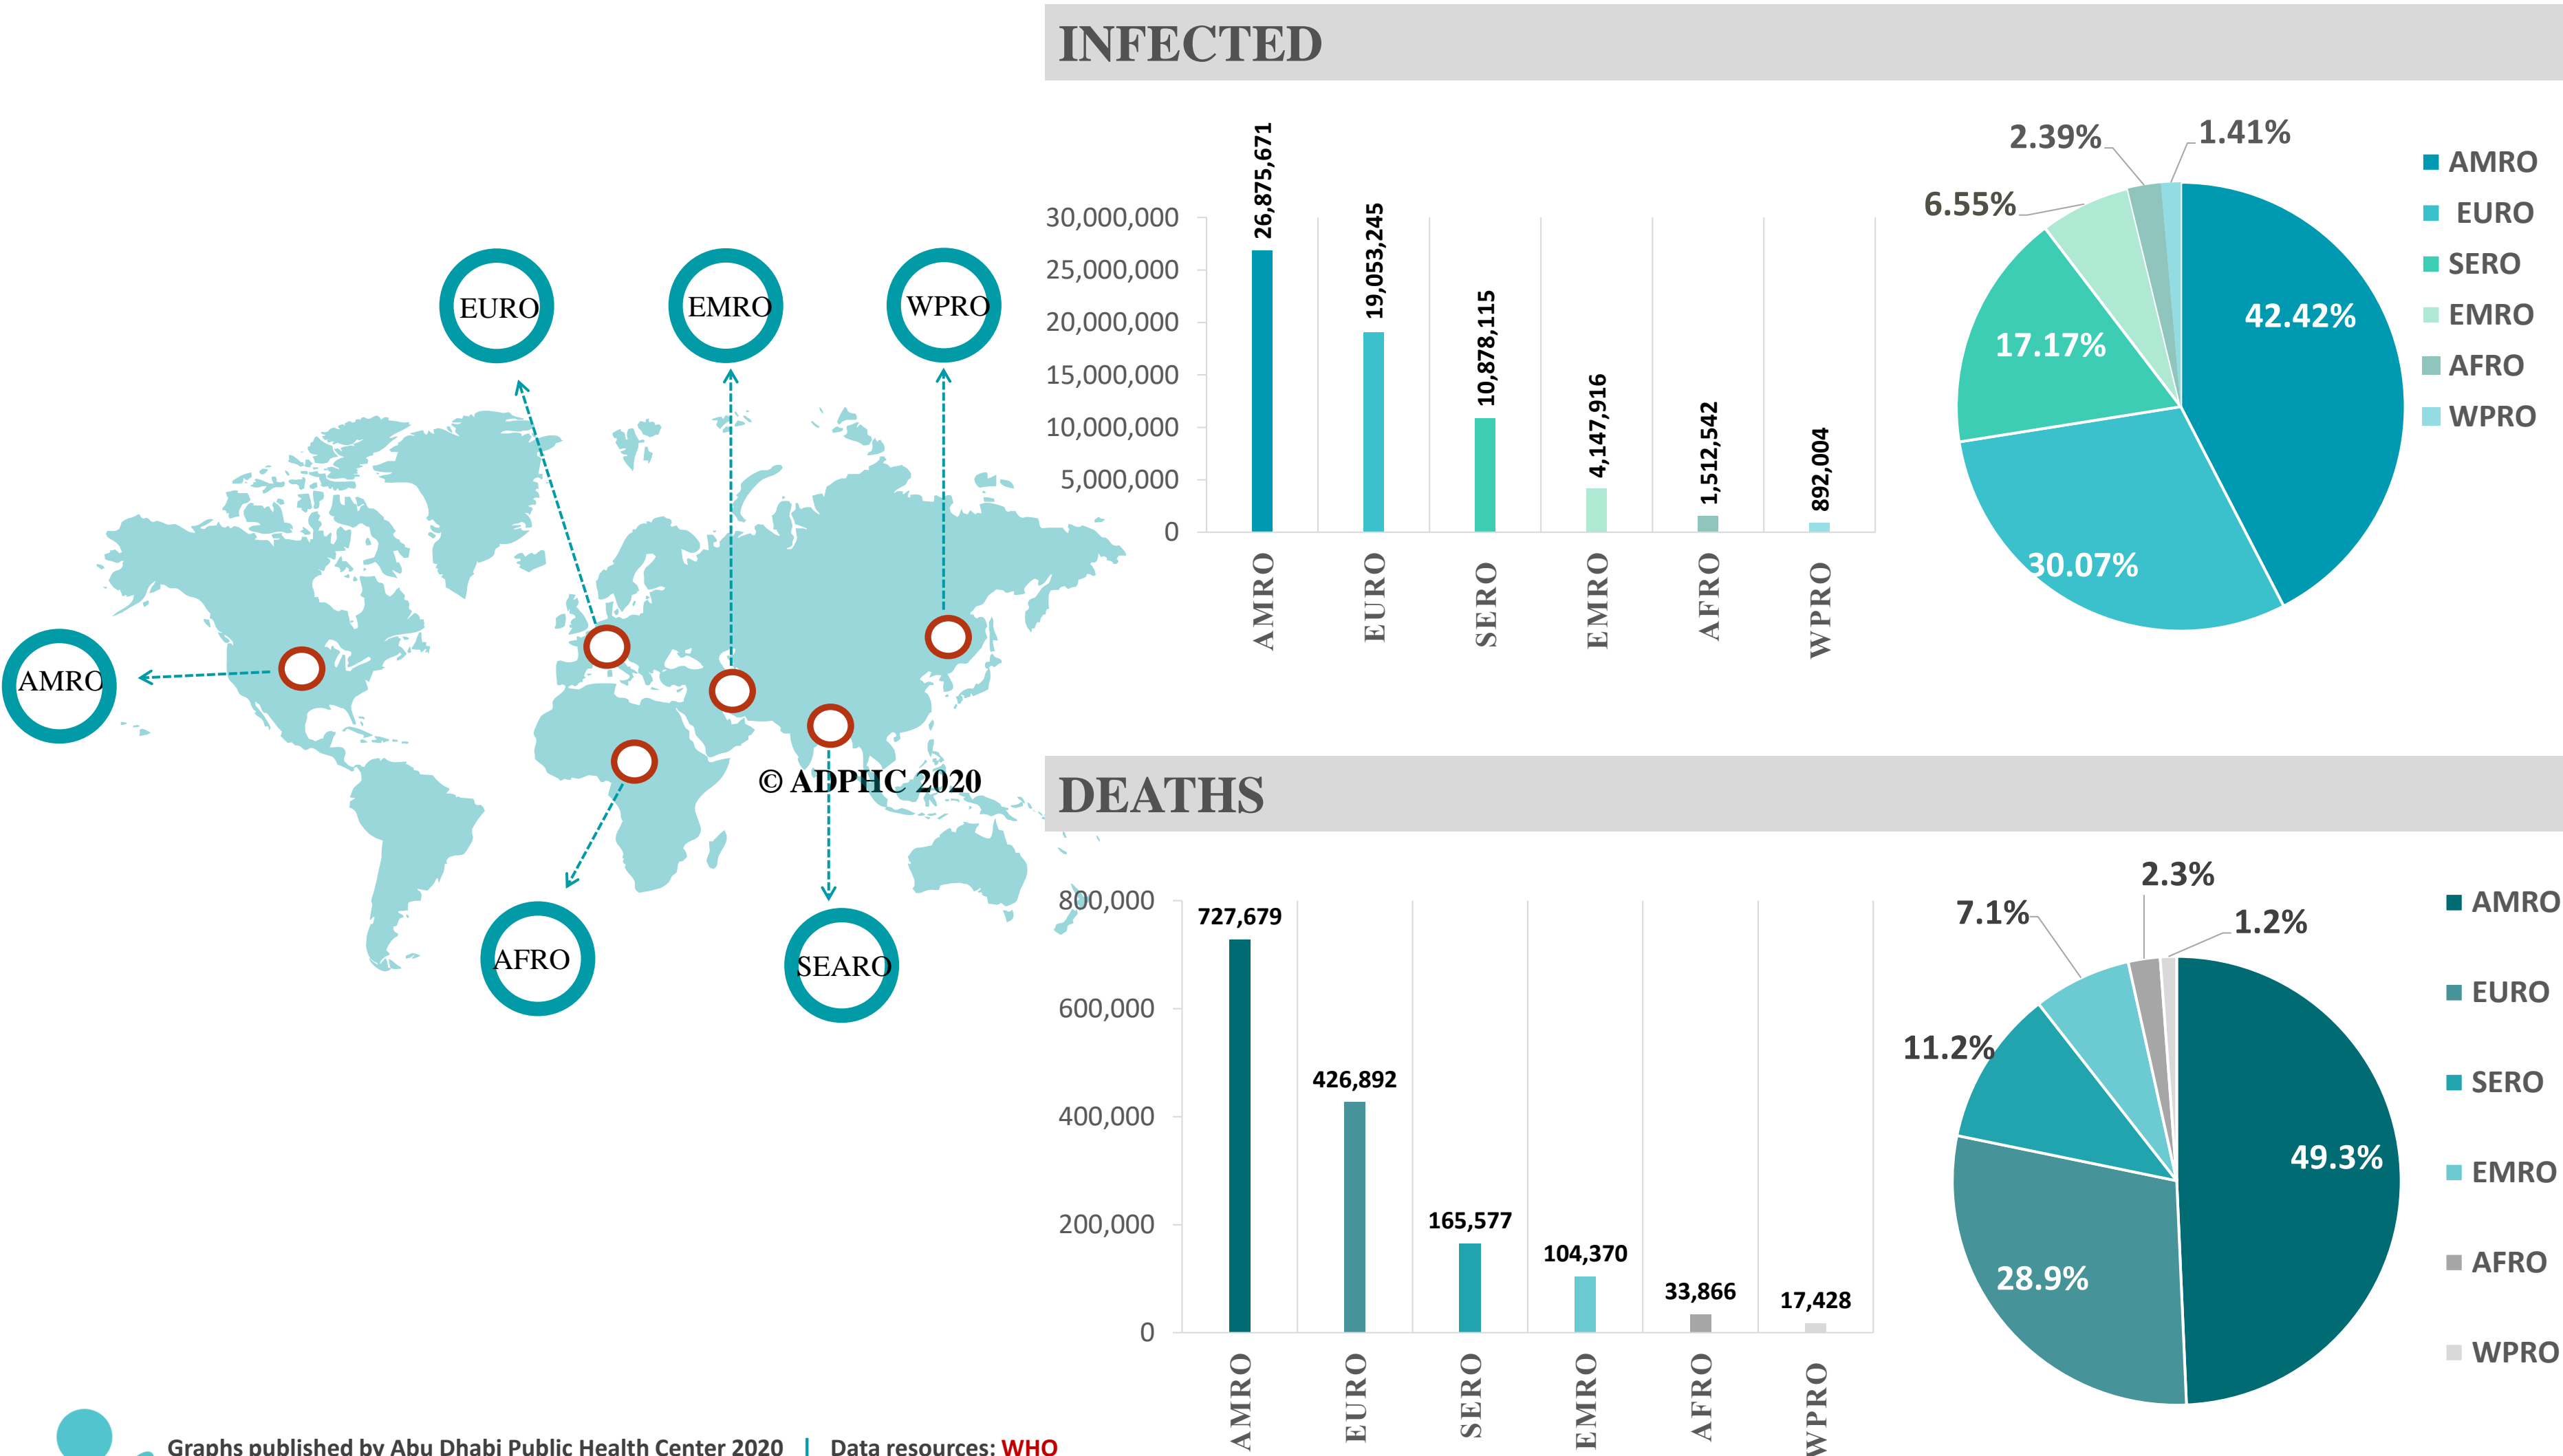 EURO
EMRO
WPRO
AMRO
© ADPHC 2020
AFRO
SEARO
INFECTED
30,000,000
25,000,000
20,000,000
15,000,000
10,000,000
5,000,000
0
26,875,671
19,053,245
10,878,115
4,147,916
1,512,542
892,004
AMRO
EURO
SERO
EMRO
AFRO
WPRO
2.39%
1.41%
6.55%
42.42%
17.17%
30.07%
AMRO
EURO
SERO
EMRO
AFRO
WPRO
DEATHS
800,000
600,000
400,000
200,000
0
727,679
426,892
165,577
104,370
33,866
17,428
AMRO
EURO
SERO
EMRO
AFRO
WPRO
2.3%
7.1%
1.2%
11.2%
49.3%
28.9%
AMRO
EURO
SERO
EMRO
AFRO
WPRO
Graphs published by Abu Dhabi Public Health Center 2020 | Data resources: WHO